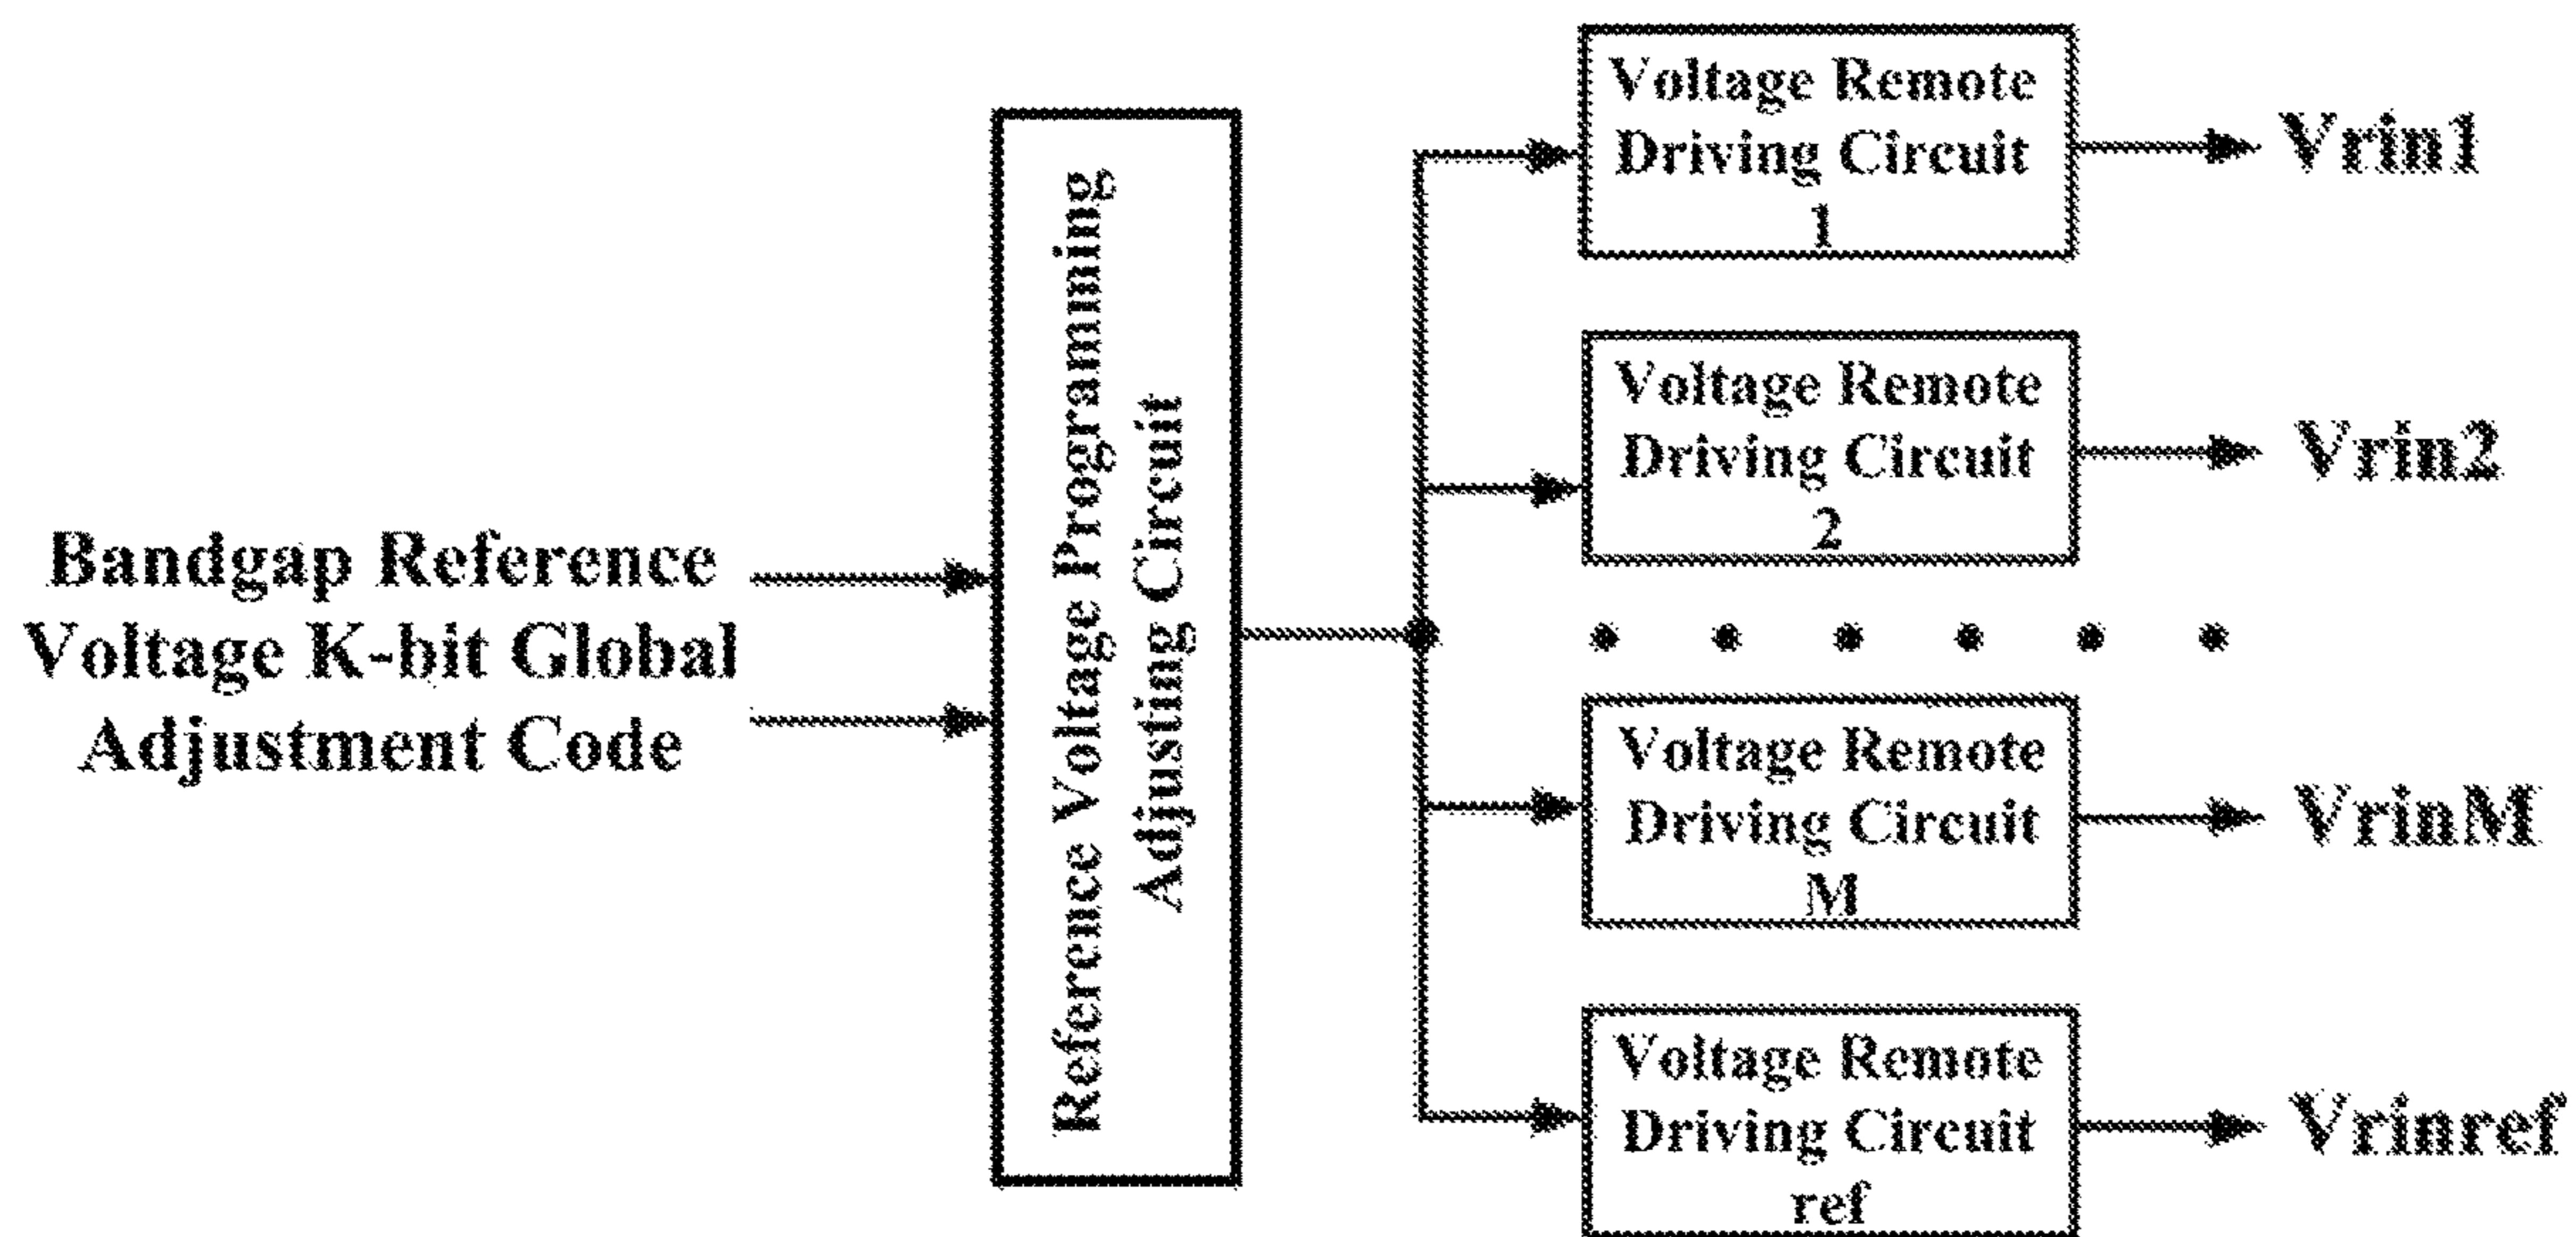 Bandgap Reference
Voltage K-bit Global
Adjustment Code
Reference Voltage Programming
Adjusting Circuit
Voltage Remote
Driving Circuit
1
Vrin1
Voltage Remote
Driving Circuit
2
Vrin2
Voltage Remote
Driving Circuit
M
VrinM
Voltage Remote
Driving Circuit
ref
Vrinref